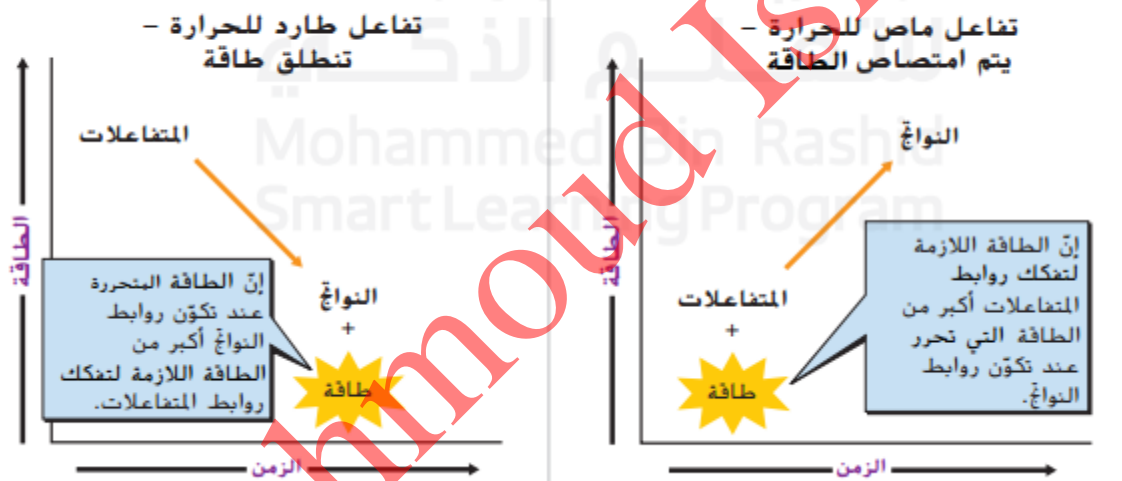 تفاعل ماص للحرارة –
يتم امتصاص الطاقة
الطاقة
النواتج
المتفاعلات
+
طاقة
إنّ الطاقة اللازمة
لتفكك روابط
المتفاعلات أكبر من
الطاقة التي تحرر
عند تكوّن روابط
النواتج.
الزمن
تفاعل طارد للحرارة –
تنطلق طاقة
الطاقة
المتفاعلات
النواتج
+
طاقة
إنّ الطاقة المتحررة
عند تكوّن روابط
النواتج أكبر من
الطاقة اللازمة لتفكك
روابط المتفاعلات.
الزمن
Mohammed Bin Rashid
Smart Learning Program
hmoud Is